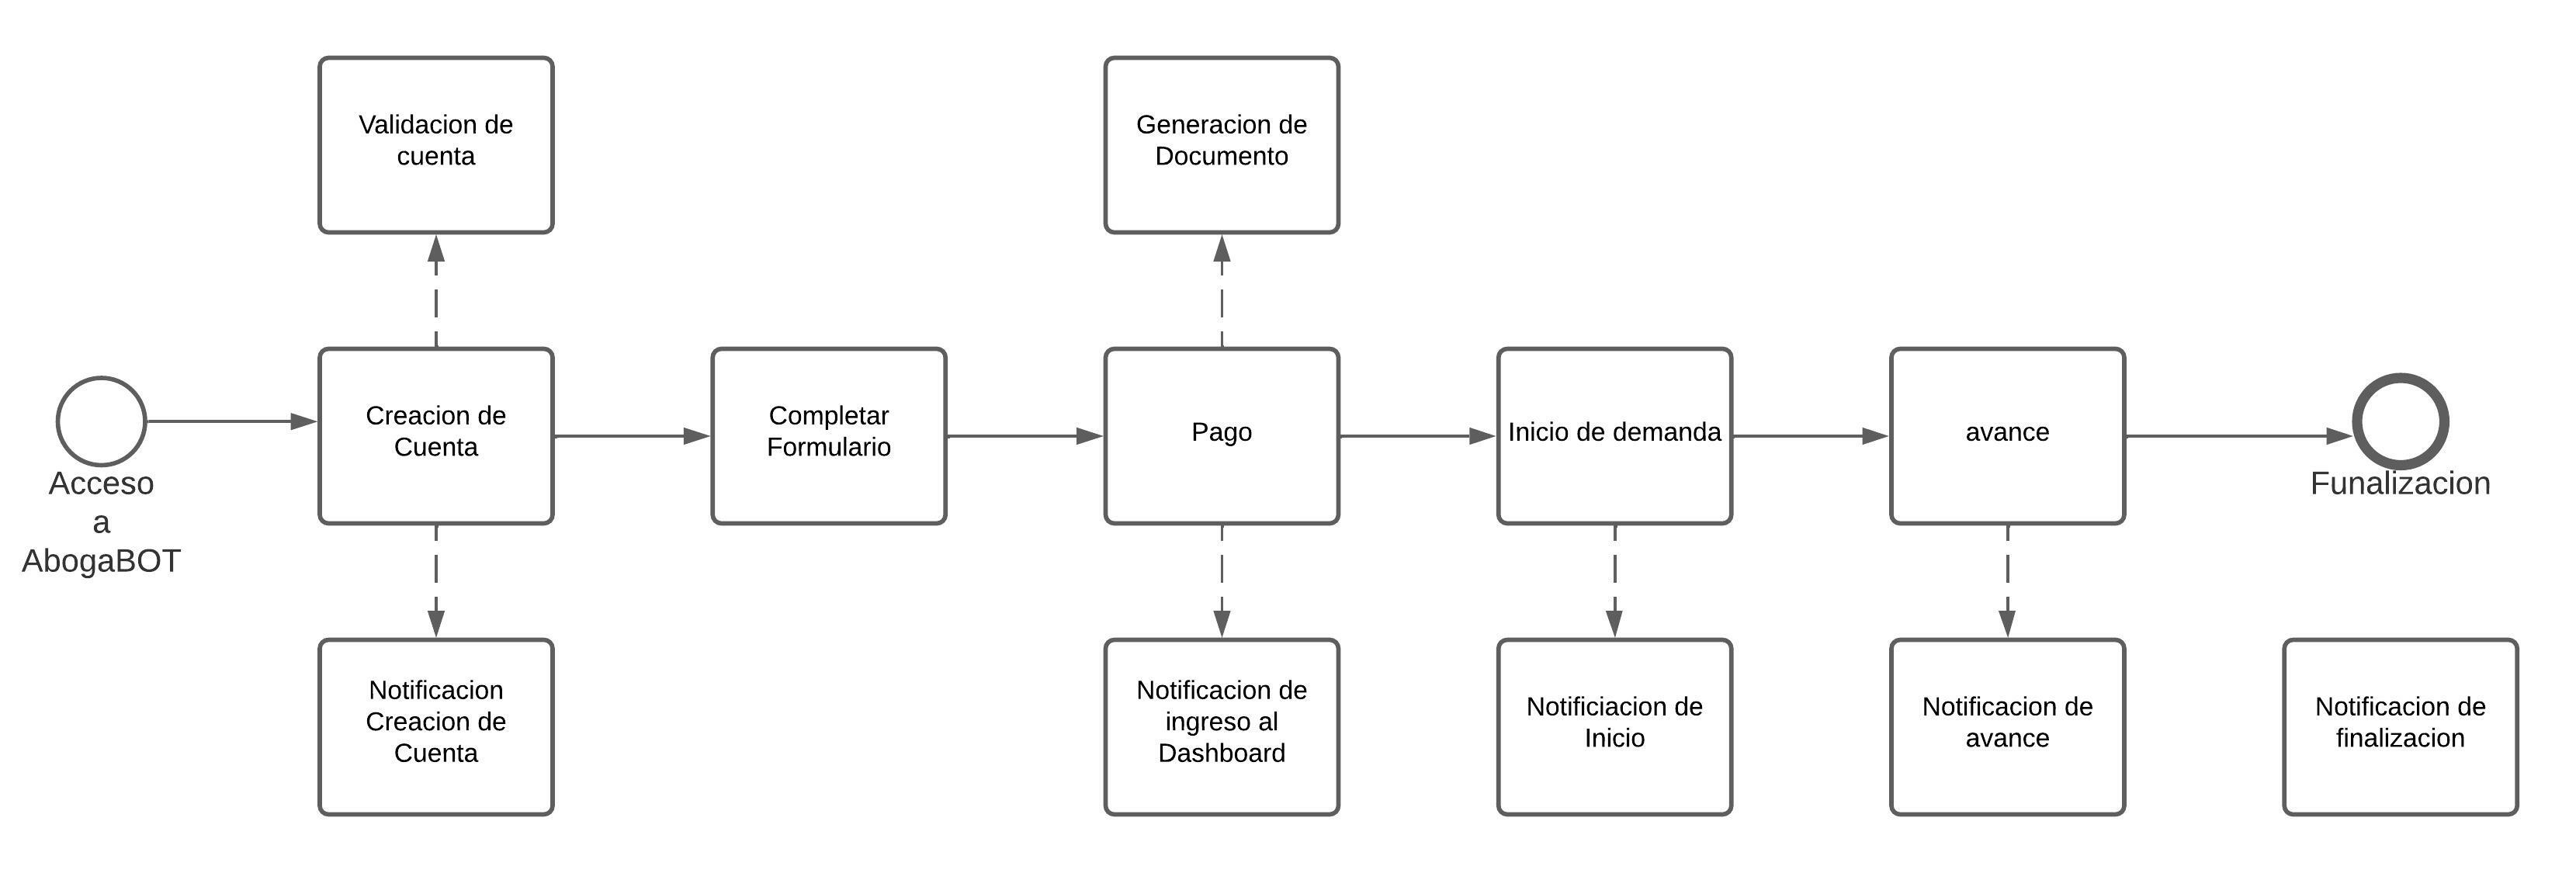 Validacion de
cuenta
Generacion de
Documento
Acceso
a
AbogaBOT
Creacion de
Cuenta
Completar
Formulario
Pago
Inicio de demanda
avance
Funalizacion
Notificacion
Creacion de
Cuenta
Notificacion de
ingreso al
Dashboard
Notificiacion de
Inicio
Notificacion de
avance
Notificacion de
finalizacion